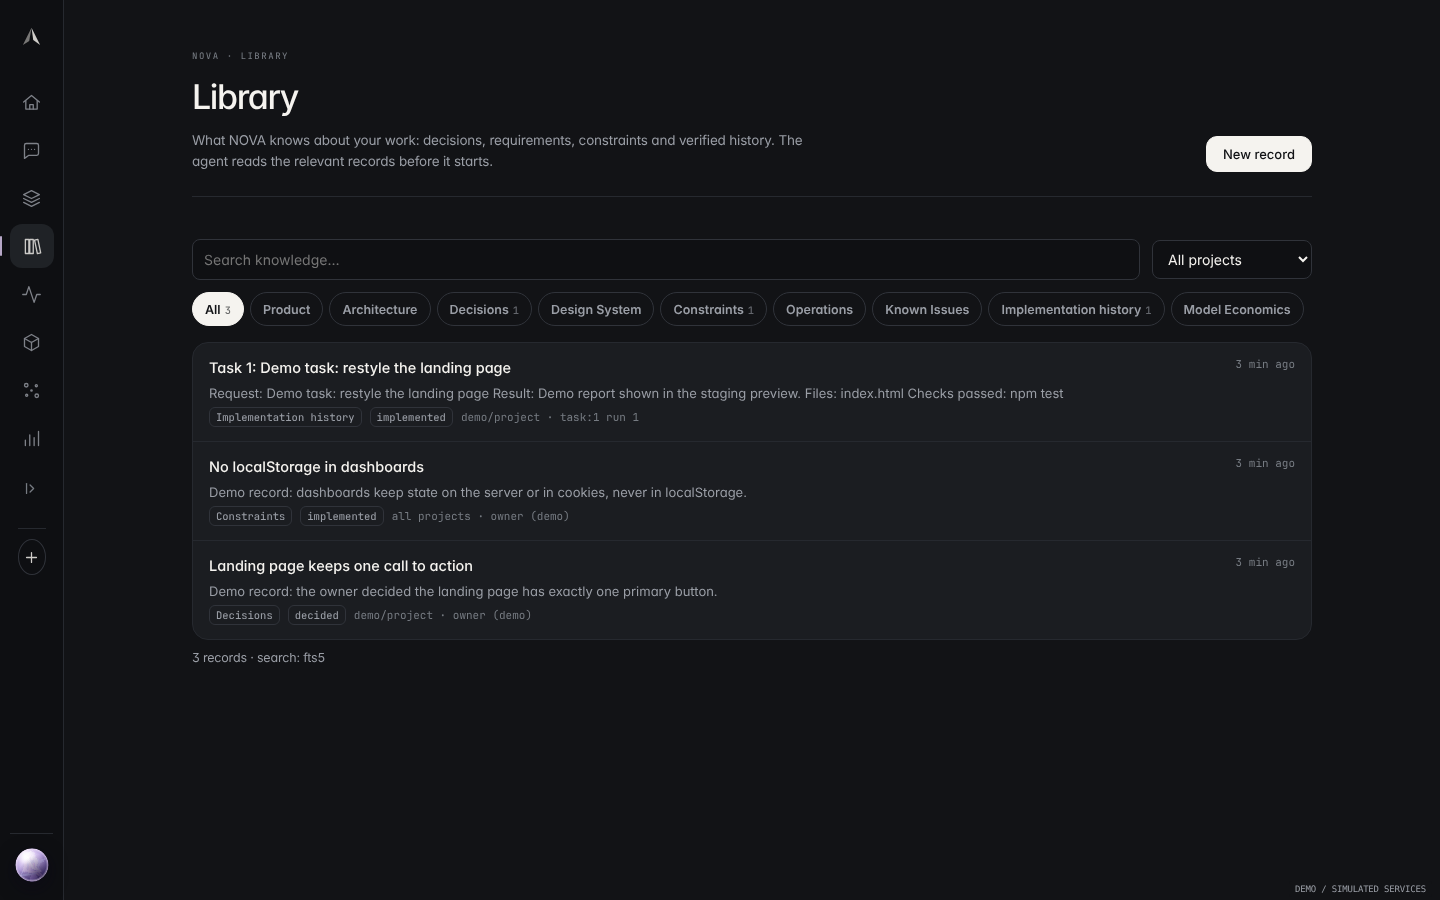 NOVA · LIBRARY
Library
What NOVA knows about your work: decisions, requirements, constraints and verified history. The
agent reads the relevant records before it starts.
New record
Search knowledge...
All projects
All 3
Product
Architecture
Decisions 1
Design System
Constraints 1
Operations
Known Issues
Implementation history 1
Model Economics
Task 1: Demo task: restyle the landing page
3 min ago
Request: Demo task: restyle the landing page Result: Demo report shown in the staging preview. Files: index.html Checks passed: npm test
Implementation history implemented demo/project · task:1 run 1
No localStorage in dashboards
3 min ago
Demo record: dashboards keep state on the server or in cookies, never in localStorage.
Constraints implemented all projects · owner (demo)
Landing page keeps one call to action
3 min ago
Demo record: the owner decided the landing page has exactly one primary button.
Decisions decided demo/project · owner (demo)
3 records · search: fts5
DEMO / SIMULATED SERVICES